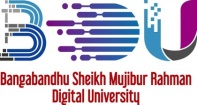 BDU
Bangabandhu Sheikh Mujibur Rahman
Digital University